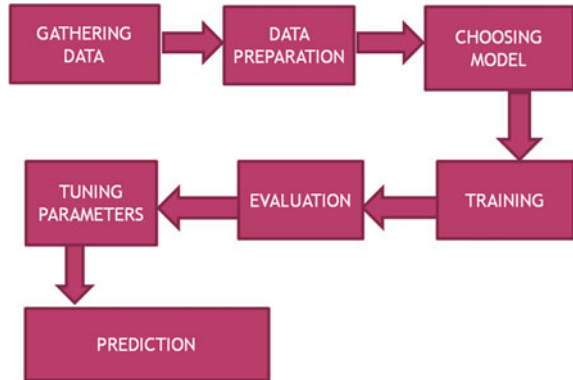 GATHERING
DATA
DATA
PREPARATION
CHOOSING
MODEL
TRAINING
EVALUATION
TUNING
PARAMETERS
PREDICTION